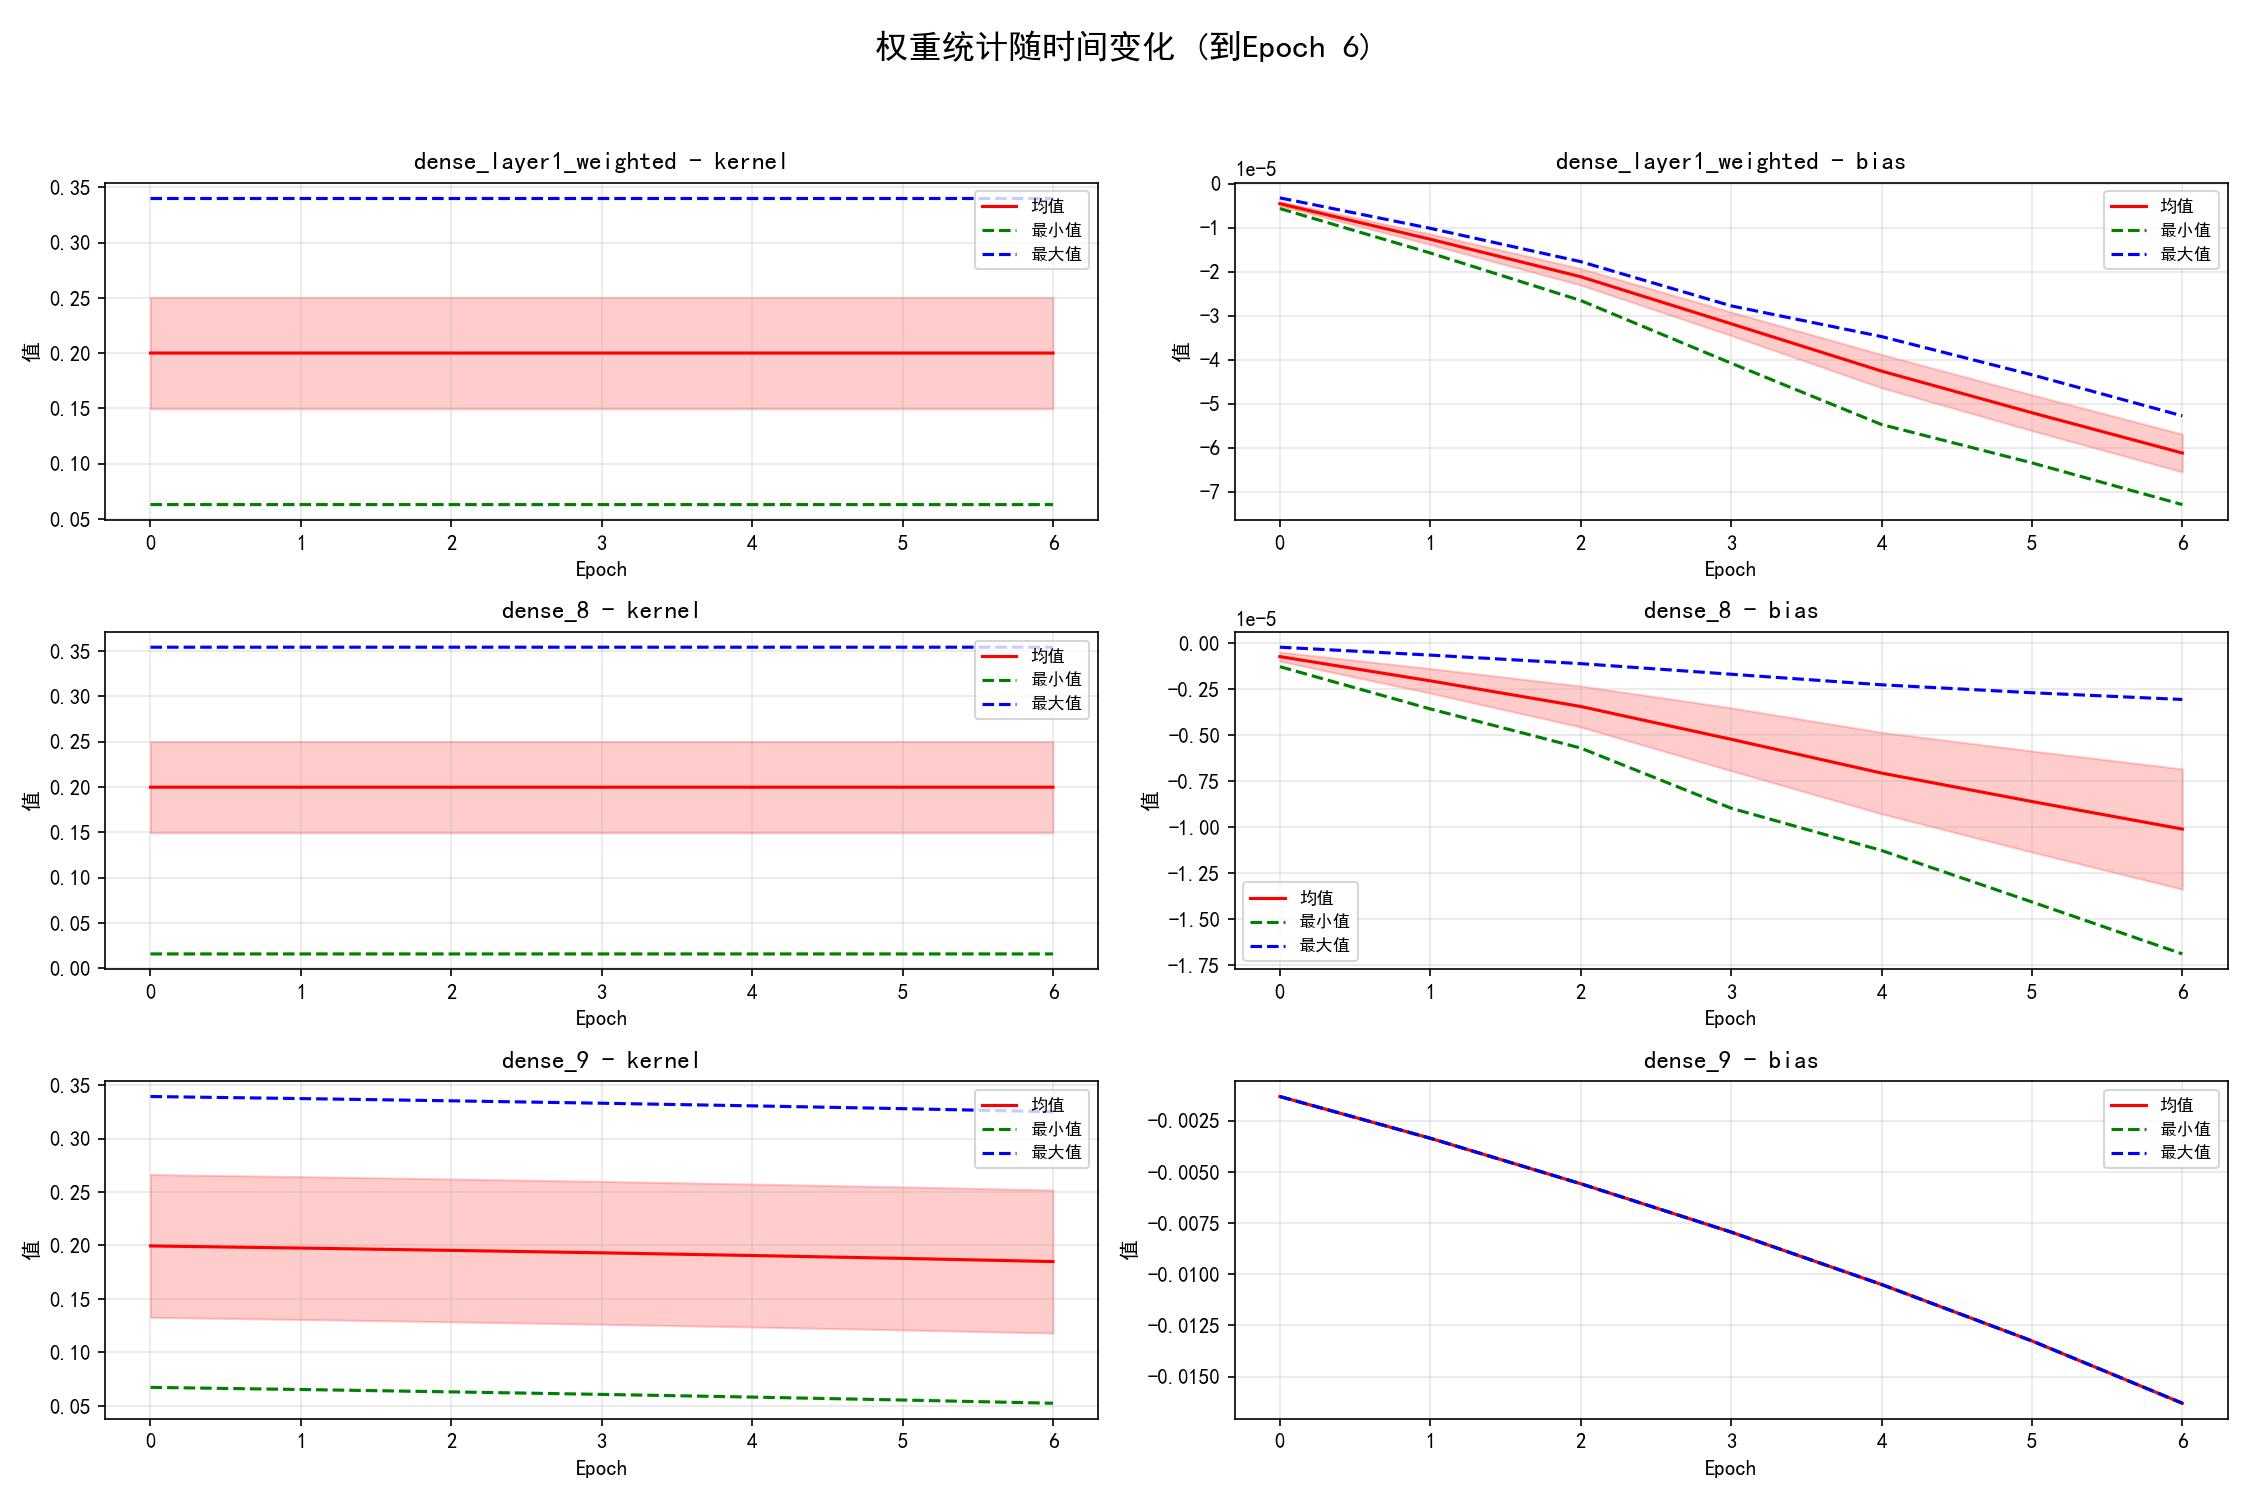 权重统计随时间变化 (到Epoch 6)
dense_layer1_weighted - kernel
值
0.35
0.30
0.25
0.20
0.15
0.10
0.05
均值
最小值
最大值
0 1 2 3 4 5 6
Epoch
dense_layer1_weighted - bias
1e-5
值
0
-1
-2
-3
-4
-5
-6
-7
均值
最小值
最大值
0 1 2 3 4 5 6
Epoch
dense_8 - kernel
值
0.35
0.30
0.25
0.20
0.15
0.10
0.05
0.00
均值
最小值
最大值
0 1 2 3 4 5 6
Epoch
dense_8 - bias
1e-5
值
0.00
-0.25
-0.50
-0.75
-1.00
-1.25
-1.50
-1.75
均值
最小值
最大值
0 1 2 3 4 5 6
Epoch
dense_9 - kernel
值
0.35
0.30
0.25
0.20
0.15
0.10
0.05
均值
最小值
最大值
0 1 2 3 4 5 6
Epoch
dense_9 - bias
值
-0.0025
-0.0050
-0.0075
-0.0100
-0.0125
-0.0150
均值
最小值
最大值
0 1 2 3 4 5 6
Epoch